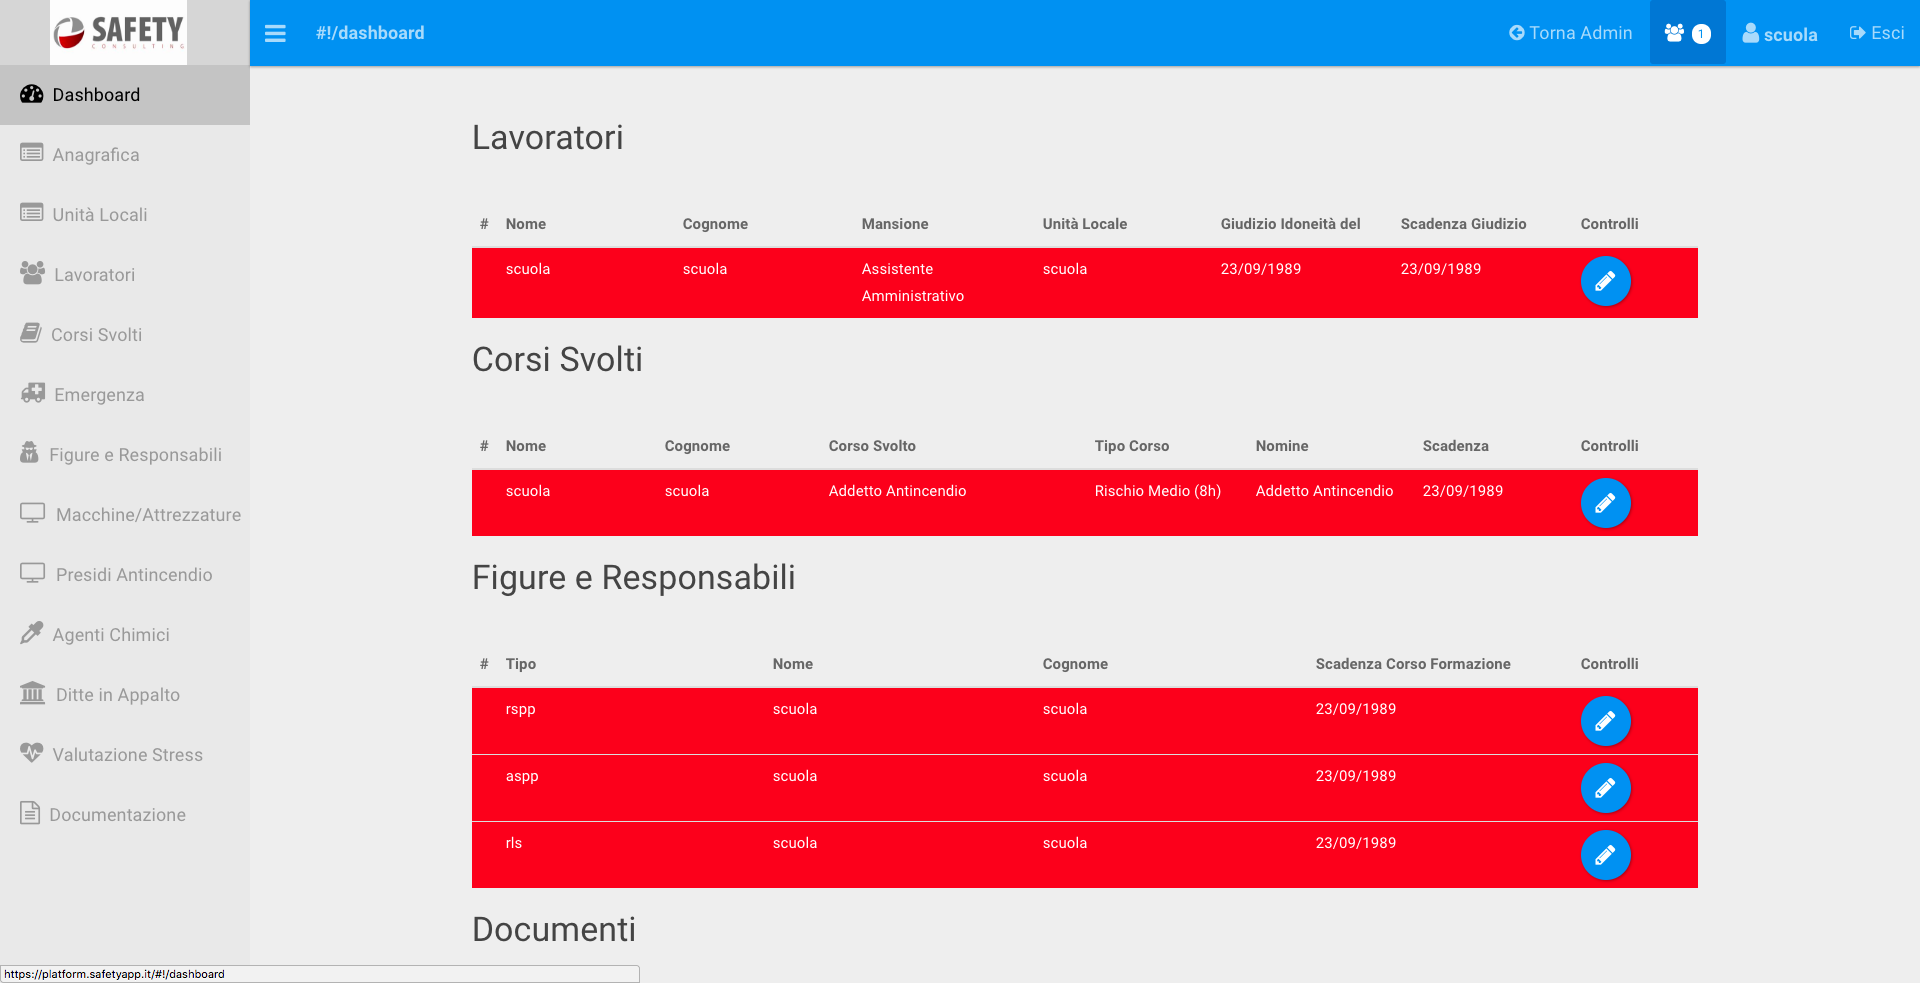 SAFETY
CONSULTING
#!/dashboard
Torna Admin
1
scuola
Esci
Dashboard
Anagrafica
Unità Locali
Lavoratori
Corsi Svolti
Emergenza
Figure e Responsabili
Macchine/Attrezzature
Presidi Antincendio
Agenti Chimici
Ditte in Appalto
Valutazione Stress
Documentazione
Lavoratori
# Nome Cognome Mansione Unità Locale Giudizio Idoneità del Scadenza Giudizio Controlli
scuola scuola Assistente Amministrativo scuola 23/09/1989 23/09/1989
Corsi Svolti
# Nome Cognome Corso Svolto Tipo Corso Nomine Scadenza Controlli
scuola scuola Addetto Antincendio Rischio Medio (8h) Addetto Antincendio 23/09/1989
Figure e Responsabili
# Tipo Nome Cognome Scadenza Corso Formazione Controlli
rspp scuola scuola 23/09/1989
aspp scuola scuola 23/09/1989
rls scuola scuola 23/09/1989
Documenti
https://platform.safetyapp.it/#!/dashboard